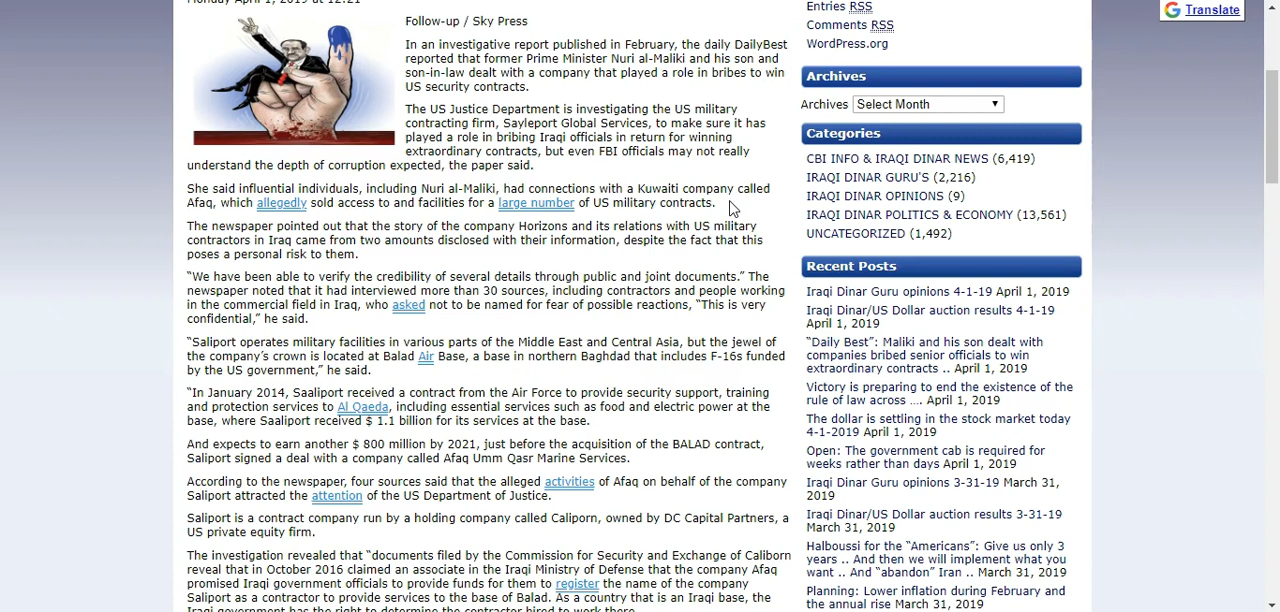 Monday April 1, 2019 at 12:21
Follow-up / Sky Press
In an investigative report published in February, the daily DailyBest
reported that former Prime Minister Nuri al-Maliki and his son and
son-in-law dealt with a company that played a role in bribes to win
US security contracts.
The US Justice Department is investigating the US military
contracting firm, Sayleport Global Services, to make sure it has
played a role in bribing Iraqi officials in return for winning
extraordinary contracts, but even FBI officials may not really
understand the depth of corruption expected, the paper said.
She said influential individuals, including Nuri al-Maliki, had connections with a Kuwaiti company called
Afaq, which allegedly sold access to and facilities for a large number of US military contracts.
The newspaper pointed out that the story of the company Horizons and its relations with US military
contractors in Iraq came from two amounts disclosed with their information, despite the fact that this
poses a personal risk to them.
“We have been able to verify the credibility of several details through public and joint documents.” The
newspaper noted that it had interviewed more than 30 sources, including contractors and people working
in the commercial field in Iraq, who asked not to be named for fear of possible reactions, “This is very
confidential,” he said.
“Saliport operates military facilities in various parts of the Middle East and Central Asia, but the jewel of
the company’s crown is located at Balad Air Base, a base in northern Baghdad that includes F-16s funded
by the US government,” he said.
“In January 2014, Saaliport received a contract from the Air Force to provide security support, training
and protection services to Al Qaeda, including essential services such as food and electric power at the
base, where Saaliport received $ 1.1 billion for its services at the base.
And expects to earn another $ 800 million by 2021, just before the acquisition of the BALAD contract,
Saliport signed a deal with a company called Afaq Umm Qasr Marine Services.
According to the newspaper, four sources said that the alleged activities of Afaq on behalf of the company
Saliport attracted the attention of the US Department of Justice.
Saliport is a contract company run by a holding company called Caliporn, owned by DC Capital Partners, a
US private equity firm.
The investigation revealed that “documents filed by the Commission for Security and Exchange of Caliborn
reveal that in October 2016 claimed an associate in the Iraqi Ministry of Defense that the company Afaq
promised Iraqi government officials to provide funds for them to register the name of the company
Saliport as a contractor to provide services to the base of Balad. As a country that is an Iraqi base, the
Iraqi government has the right to determine the contractor hired to work there.
Entries RSS
Comments RSS
WordPress.org
Archives
Archives Select Month
Categories
CBI INFO & IRAQI DINAR NEWS (6,419)
IRAQI DINAR GURU'S (2,216)
IRAQI DINAR OPINIONS (9)
IRAQI DINAR POLITICS & ECONOMY (13,561)
UNCATEGORIZED (1,492)
Recent Posts
Iraqi Dinar Guru opinions 4-1-19 April 1, 2019
Iraqi Dinar/US Dollar auction results 4-1-19
April 1, 2019
“Daily Best”: Maliki and his son dealt with
companies bribed senior officials to win
extraordinary contracts .. April 1, 2019
Victory is preparing to end the existence of the
rule of law across …. April 1, 2019
The dollar is settling in the stock market today
4-1-2019 April 1, 2019
Open: The government cab is required for
weeks rather than days April 1, 2019
Iraqi Dinar Guru opinions 3-31-19 March 31,
2019
Iraqi Dinar/US Dollar auction results 3-31-19
March 31, 2019
Halboussi for the “Americans”: Give us only 3
years .. And then we will implement what you
want .. And “abandon” Iran .. March 31, 2019
Planning: Lower inflation during February and
the annual rise March 31, 2019
Translate